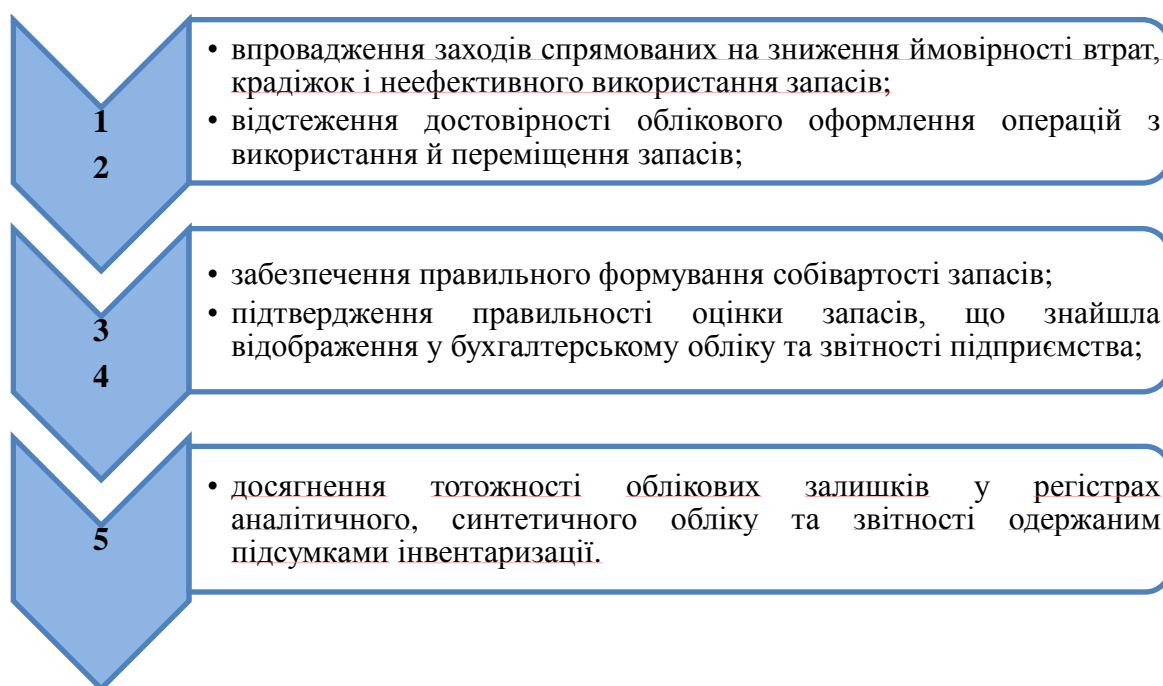 1
2
• впровадження заходів спрямованих на зниження ймовірності втрат,
крадіжок і неефективного використання запасів;
• відстеження достовірності облікового оформлення операцій з
використання й переміщення запасів;
3
4
• забезпечення правильного формування собівартості запасів;
• підтвердження правильності оцінки запасів, що знайшла
відображення у бухгалтерському обліку та звітності підприємства;
5
• досягнення тотожності облікових залишків у регістрах
аналітичного, синтетичного обліку та звітності одержаним
підсумками інвентаризації.